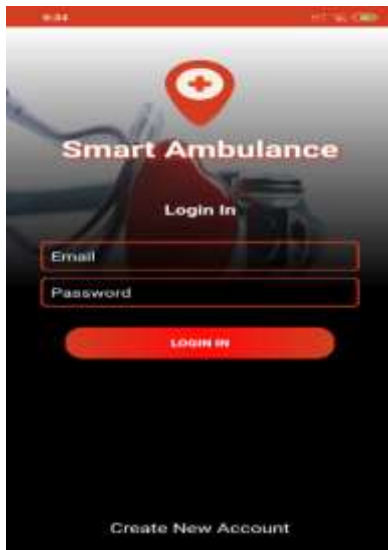 Smart Ambulance
Login In
Email
Password
LOGIN IN
Create New Account